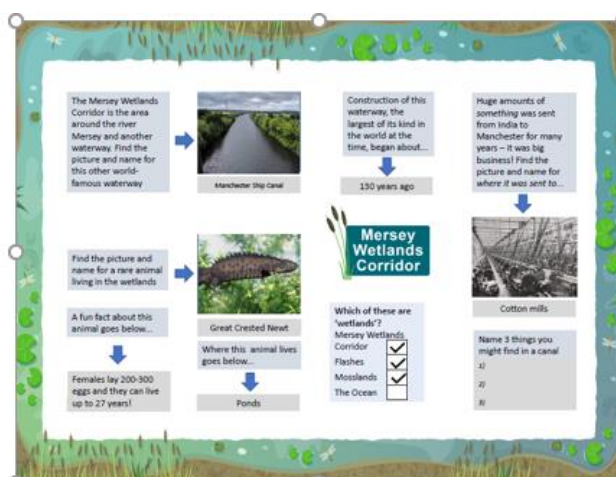 The Mersey Wetlands
Corridor is the area
around the river
Mersey and another
waterway. Find the
picture and name for
this other world-
famous waterway
Manchester Ship Canal
Construction of this
waterway, the
largest of its kind in
the world at the
time, began about...
130 years ago
Huge amounts of
something was sent
from India to
Manchester for many
years – it was big
business! Find the
picture and name for
where it was sent to...
Cotton mills
Find the picture and
name for a rare animal
living in the wetlands
Great Crested Newt
A fun fact about this
animal goes below...
Females lay 200-300
eggs and they can live
up to 27 years!
Where this animal lives
goes below...
Ponds
Mersey
Wetlands
Corridor
Which of these are
'wetlands'?
Mersey Wetlands
Corridor
Flashes
Mosslands
The Ocean
Name 3 things you
might find in a canal
1)
2)
3)